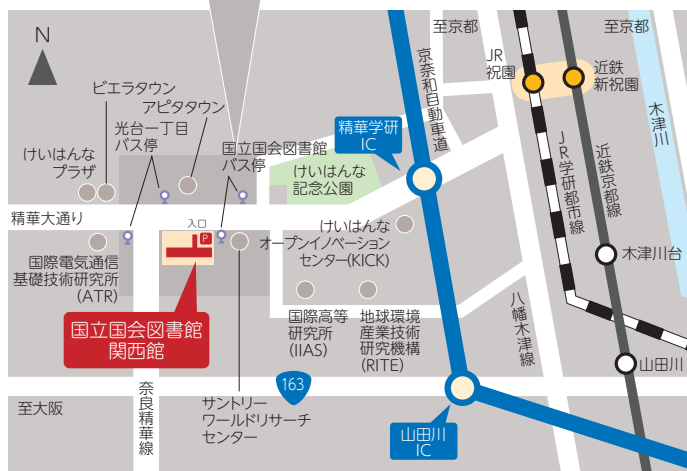 N
至京都
至京都
ビエラタウン
アピタタウン
光台一丁目
バス停
けいはんな
プラザ
国立国会図書館
バス停
けいはんな
記念公園
京奈和自動車道
精華学研
IC
JR
祝園
近鉄
新祝園
木津川
JR学研都市線
近鉄京都線
精華大通り
入口
P
けいはんな
オープンイノベーション
センター(KICK)
木津川台
国際電気通信
基礎技術研究所
(ATR)
国立国会図書館
関西館
国際高等
研究所
(IIAS)
地球環境
産業技術
研究機構
(RITE)
八幡木津線
山田川
163
至大阪
奈良精華線
サントリー
ワールドリサーチ
センター
山田川
IC